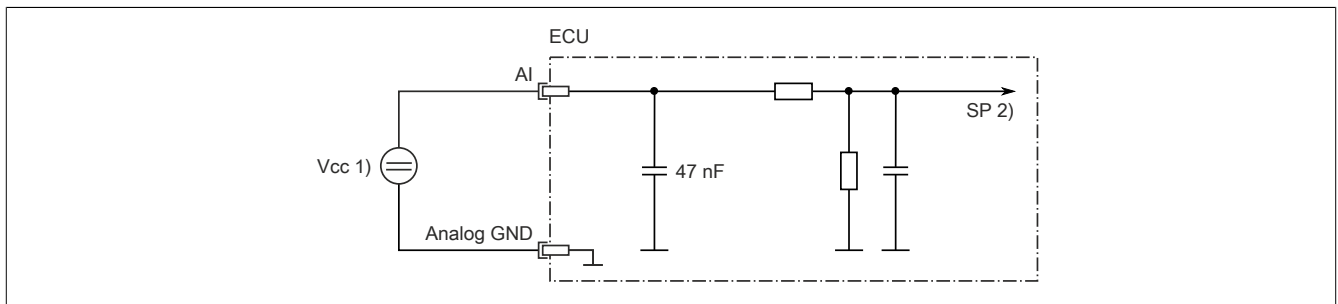 ECU
AI
SP 2)
Vcc 1)
47 nF
Analog GND